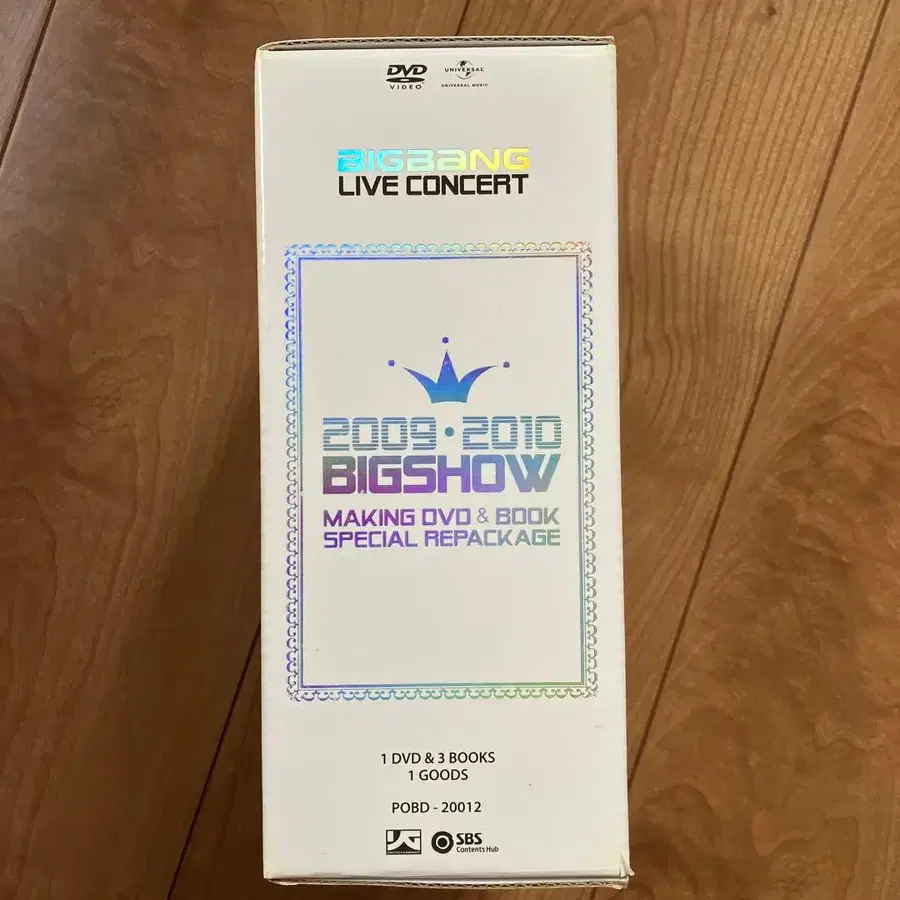 DVD
VIDEO
UNIVERSAL
UNIVERSAL MUSIC
BIGBANG
LIVE CONCERT
2009・2010
BIGSHOW
MAKING DVD & BOOK
SPECIAL REPACKAGE
1 DVD & 3 BOOKS
1 GOODS
POBD - 20012
YG
SBS
Contents Hub